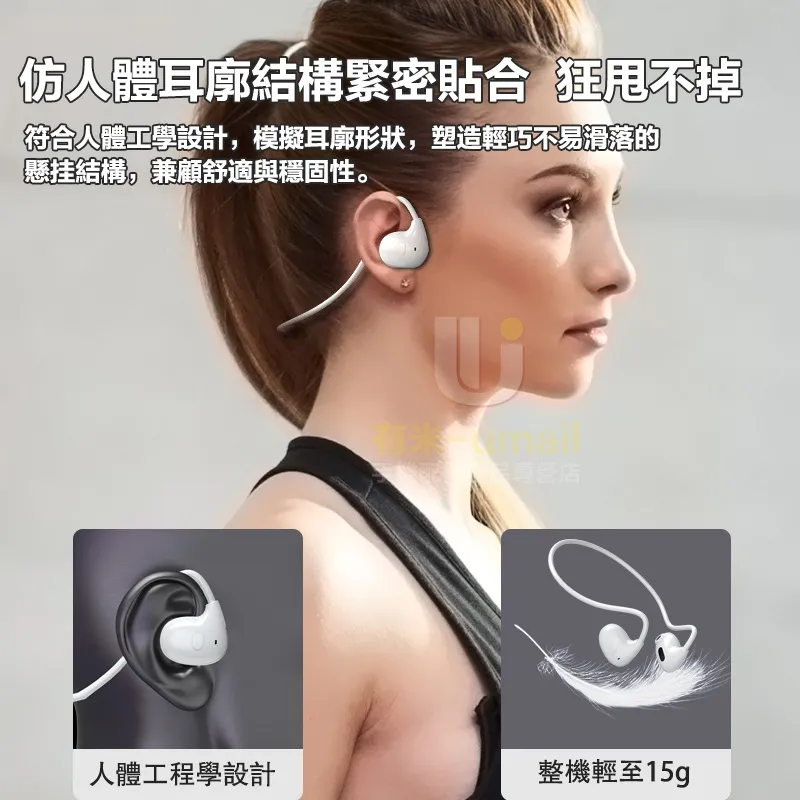 仿人體耳廓結構緊密貼合 狂甩不掉
符合人體工學設計，模擬耳廓形狀，塑造輕巧不易滑落的
懸挂結構，兼顧舒適與穩固性。
有米-Umall
人體工程學設計
整機輕至15g